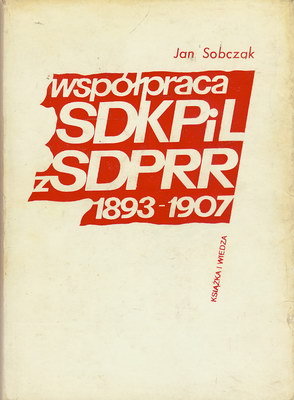 Jan Sobczak
współpraca
SDKPiL
z SDPRR
1893-1907
KSIĄŻKA I WIEDZA